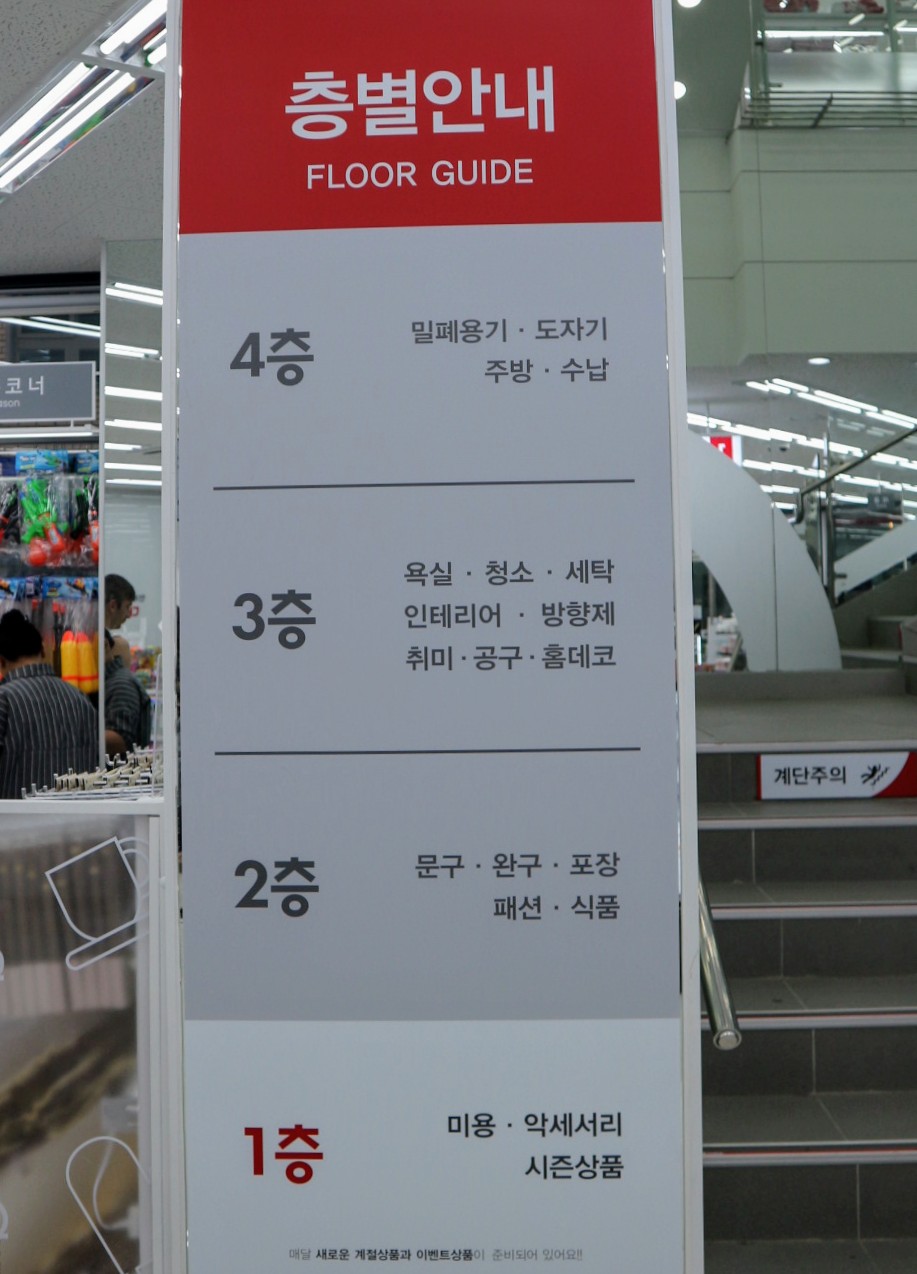 층별안내
FLOOR GUIDE
4층
밀폐용기 · 도자기
주방 · 수납
3층
욕실 · 청소 · 세탁
인테리어 · 방향제
취미 · 공구 · 홈데코
2층
문구 · 완구 · 포장
패션 · 식품
1층
미용 · 악세서리
시즌상품
매달 새로운 계절상품과 이벤트상품이 준비되어 있어요!!
코너
계단주의